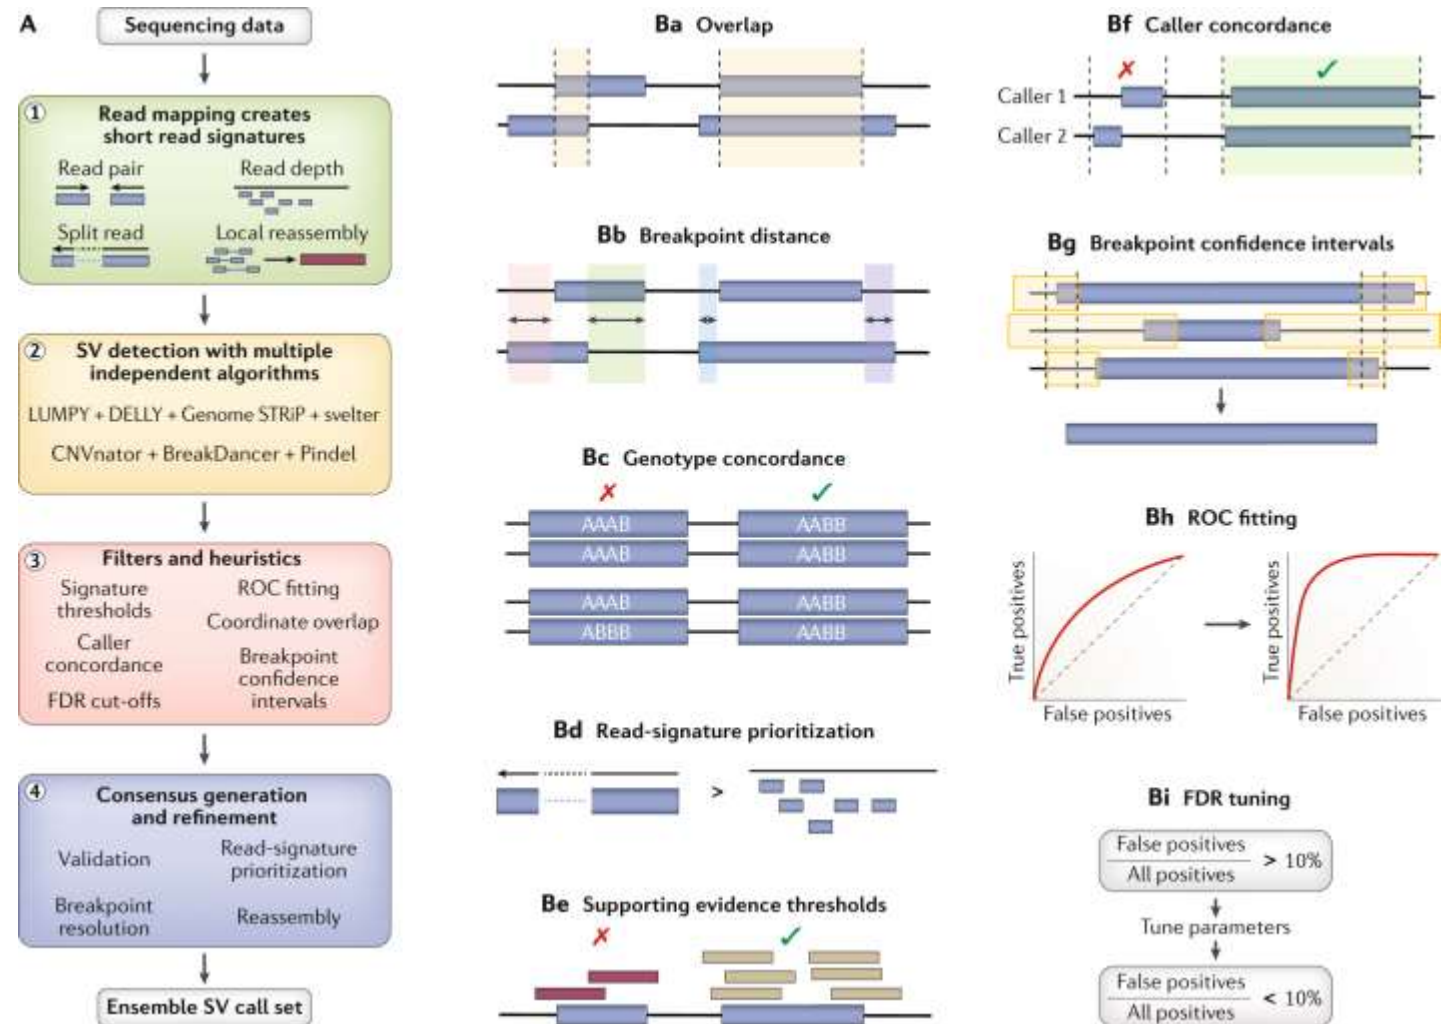 A
Sequencing data
1
Read mapping creates
short read signatures
Read pair
Read depth
Split read
Local reassembly
2
SV detection with multiple
independent algorithms
LUMPY + DELLY + Genome STRiP + svelter
CNVnator + BreakDancer + Pindel
3
Filters and heuristics
Signature
thresholds
Caller
concordance
FDR cut-offs
ROC fitting
Coordinate overlap
Breakpoint
confidence
intervals
4
Consensus generation
and refinement
Validation
Breakpoint
resolution
Read-signature
prioritization
Reassembly
Ensemble SV call set
Ba Overlap
Bb Breakpoint distance
Bc Genotype concordance
✗ ✓
AAAB AABB
AAAB AABB
AAAB AABB
ABBB AABB
Bd Read-signature prioritization
>
Be Supporting evidence thresholds
✗ ✓
Bf Caller concordance
✗ ✓
Caller 1
Caller 2
Bg Breakpoint confidence intervals
Bh ROC fitting
True positives
False positives
True positives
False positives
Bi FDR tuning
False positives
All positives
> 10%
Tune parameters
False positives
All positives
< 10%